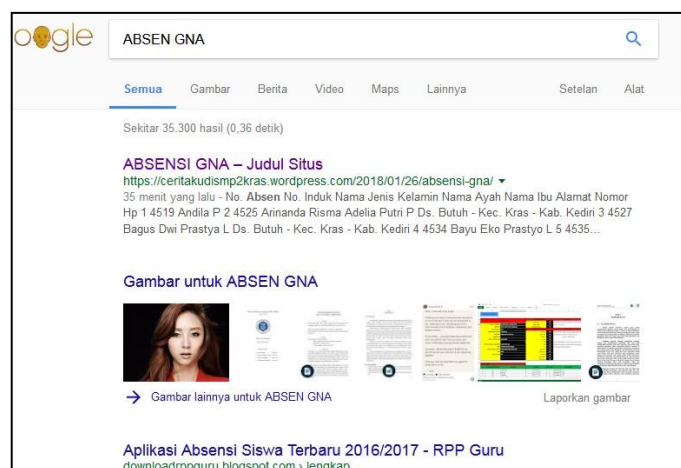 oogle
ABSEN GNA
Semua Gambar Berita Video Maps Lainnya Setelan Alat
Sekitar 35.300 hasil (0,36 detik)
ABSENSI GNA – Judul Situs
https://ceritakudismp2kras.wordpress.com/2018/01/26/absensi-gna/
35 menit yang lalu - No. Absen No. Induk Nama Jenis Kelamin Nama Ayah Nama Ibu Alamat Nomor
Hp 1 4519 Andila P 2 4525 Arinanda Risma Adelia Putri P Ds. Butuh - Kec. Kras - Kab. Kediri 3 4527
Bagus Dwi Prastya L Ds. Butuh - Kec. Kras - Kab. Kediri 4 4534 Bayu Eko Prastyo L 5 4535...
Gambar untuk ABSEN GNA
Gambar lainnya untuk ABSEN GNA Laporkan gambar
Aplikasi Absensi Siswa Terbaru 2016/2017 - RPP Guru
downloadrppguru.blogspot.com › lengkap